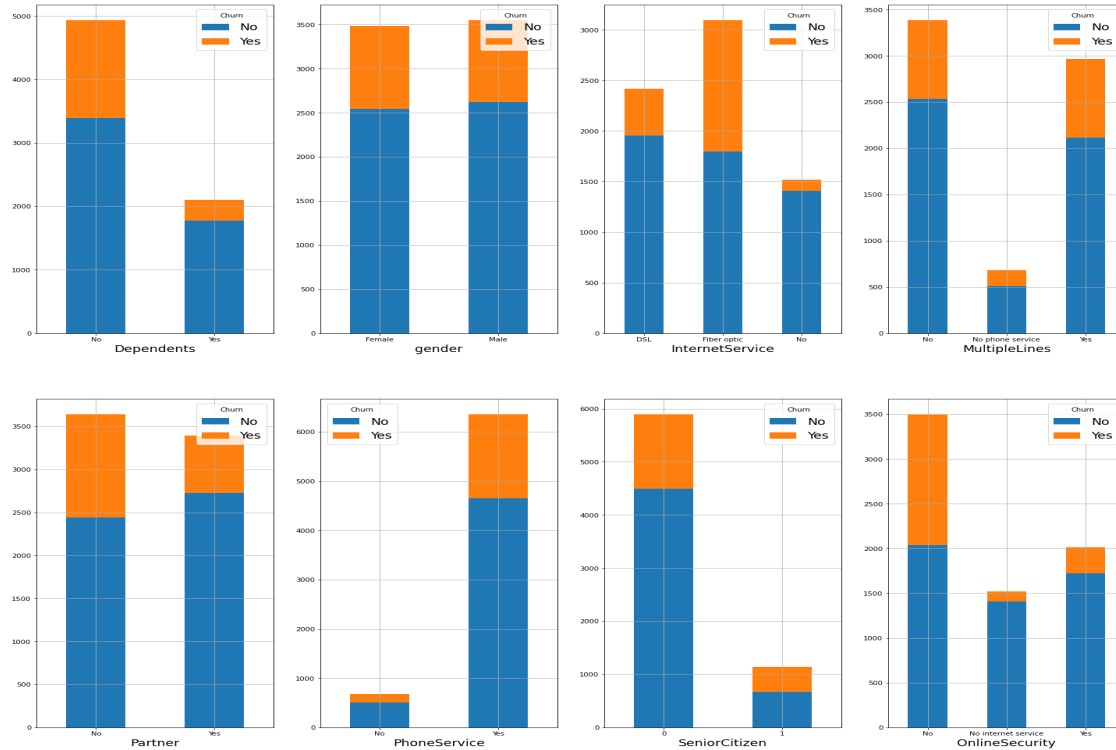 Churn
No
Yes
5000
4000
3000
2000
1000
0
No Yes
Dependents
Churn
No
Yes
3500
3000
2500
2000
1500
1000
500
0
Female Male
gender
Churn
No
Yes
3000
2500
2000
1500
1000
500
0
DSL Fiber optic No
InternetService
Churn
No
Yes
3500
3000
2500
2000
1500
1000
500
0
No No phone service Yes
MultipleLines
Churn
No
Yes
3500
3000
2500
2000
1500
1000
500
0
No Yes
Partner
Churn
No
Yes
6000
5000
4000
3000
2000
1000
0
No Yes
PhoneService
Churn
No
Yes
6000
5000
4000
3000
2000
1000
0
0 1
SeniorCitizen
Churn
No
Yes
3500
3000
2500
2000
1500
1000
500
0
No No internet service Yes
OnlineSecurity